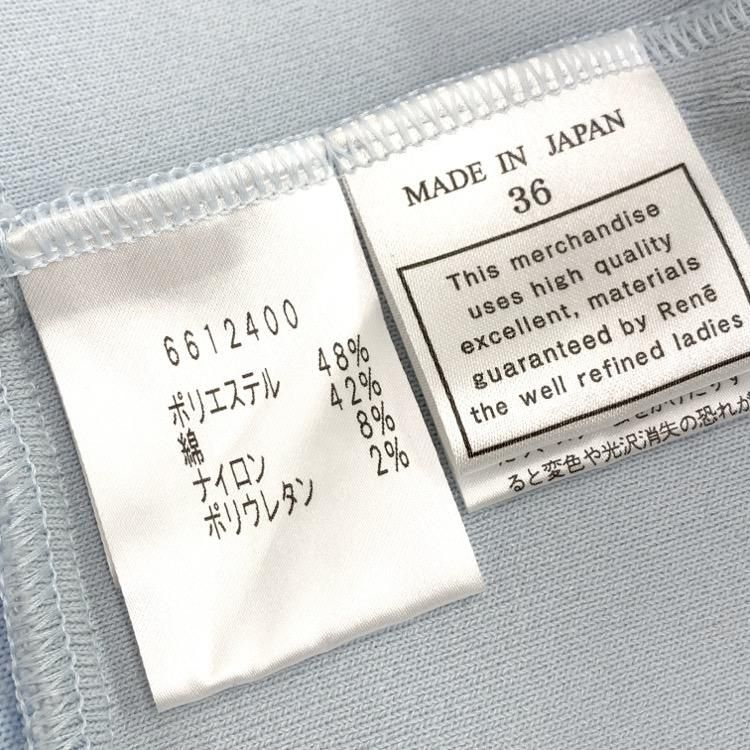 6612400
ポリエステル 48%
綿 42%
ナイロン 8%
ポリウレタン 2%
MADE IN JAPAN
36
This merchandise
uses high quality
excellent, materials
guaranteed by René
the well refined ladies
ると変色や光沢消失の恐れが